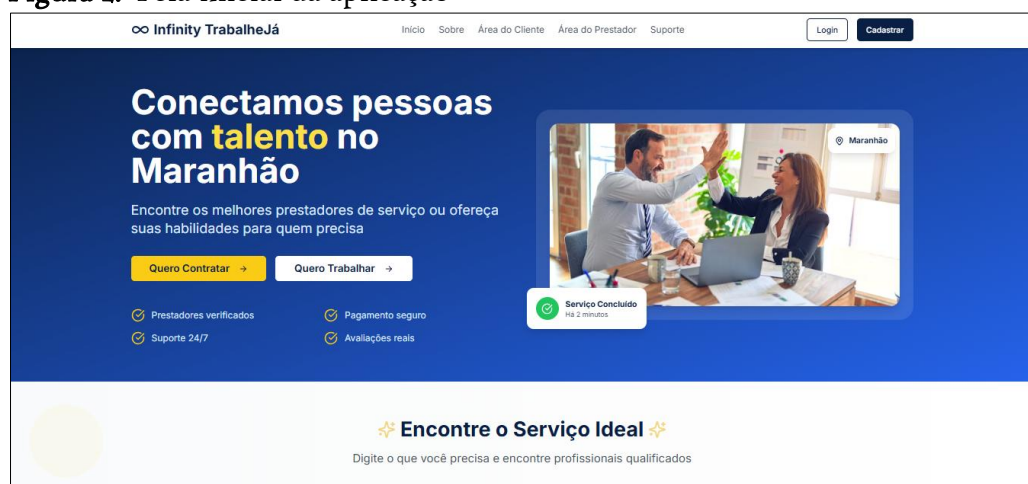 Figura 2. Tela inicial da aplicação
Infinity TrabalheJá
Início Sobre Área do Cliente Área do Prestador Suporte
Login Cadastrar
Conectamos pessoas
com talento no
Maranhão
Encontre os melhores prestadores de serviço ou ofereça
suas habilidades para quem precisa
Quero Contratar → Quero Trabalhar →
Prestadores verificados Pagamento seguro
Suporte 24/7 Avaliações reais
Maranhão
Serviço Concluído
Há 2 minutos
Encontre o Serviço Ideal
Digite o que você precisa e encontre profissionais qualificados